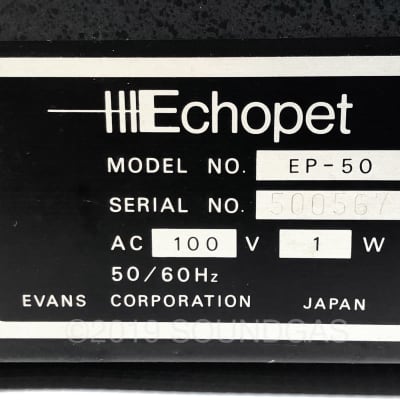 Echopet
MODEL NO. EP-50
SERIAL NO. 500567
AC 100 V 1 W
50/60Hz
EVANS CORPORATION JAPAN
©2019 SOUNDGAS